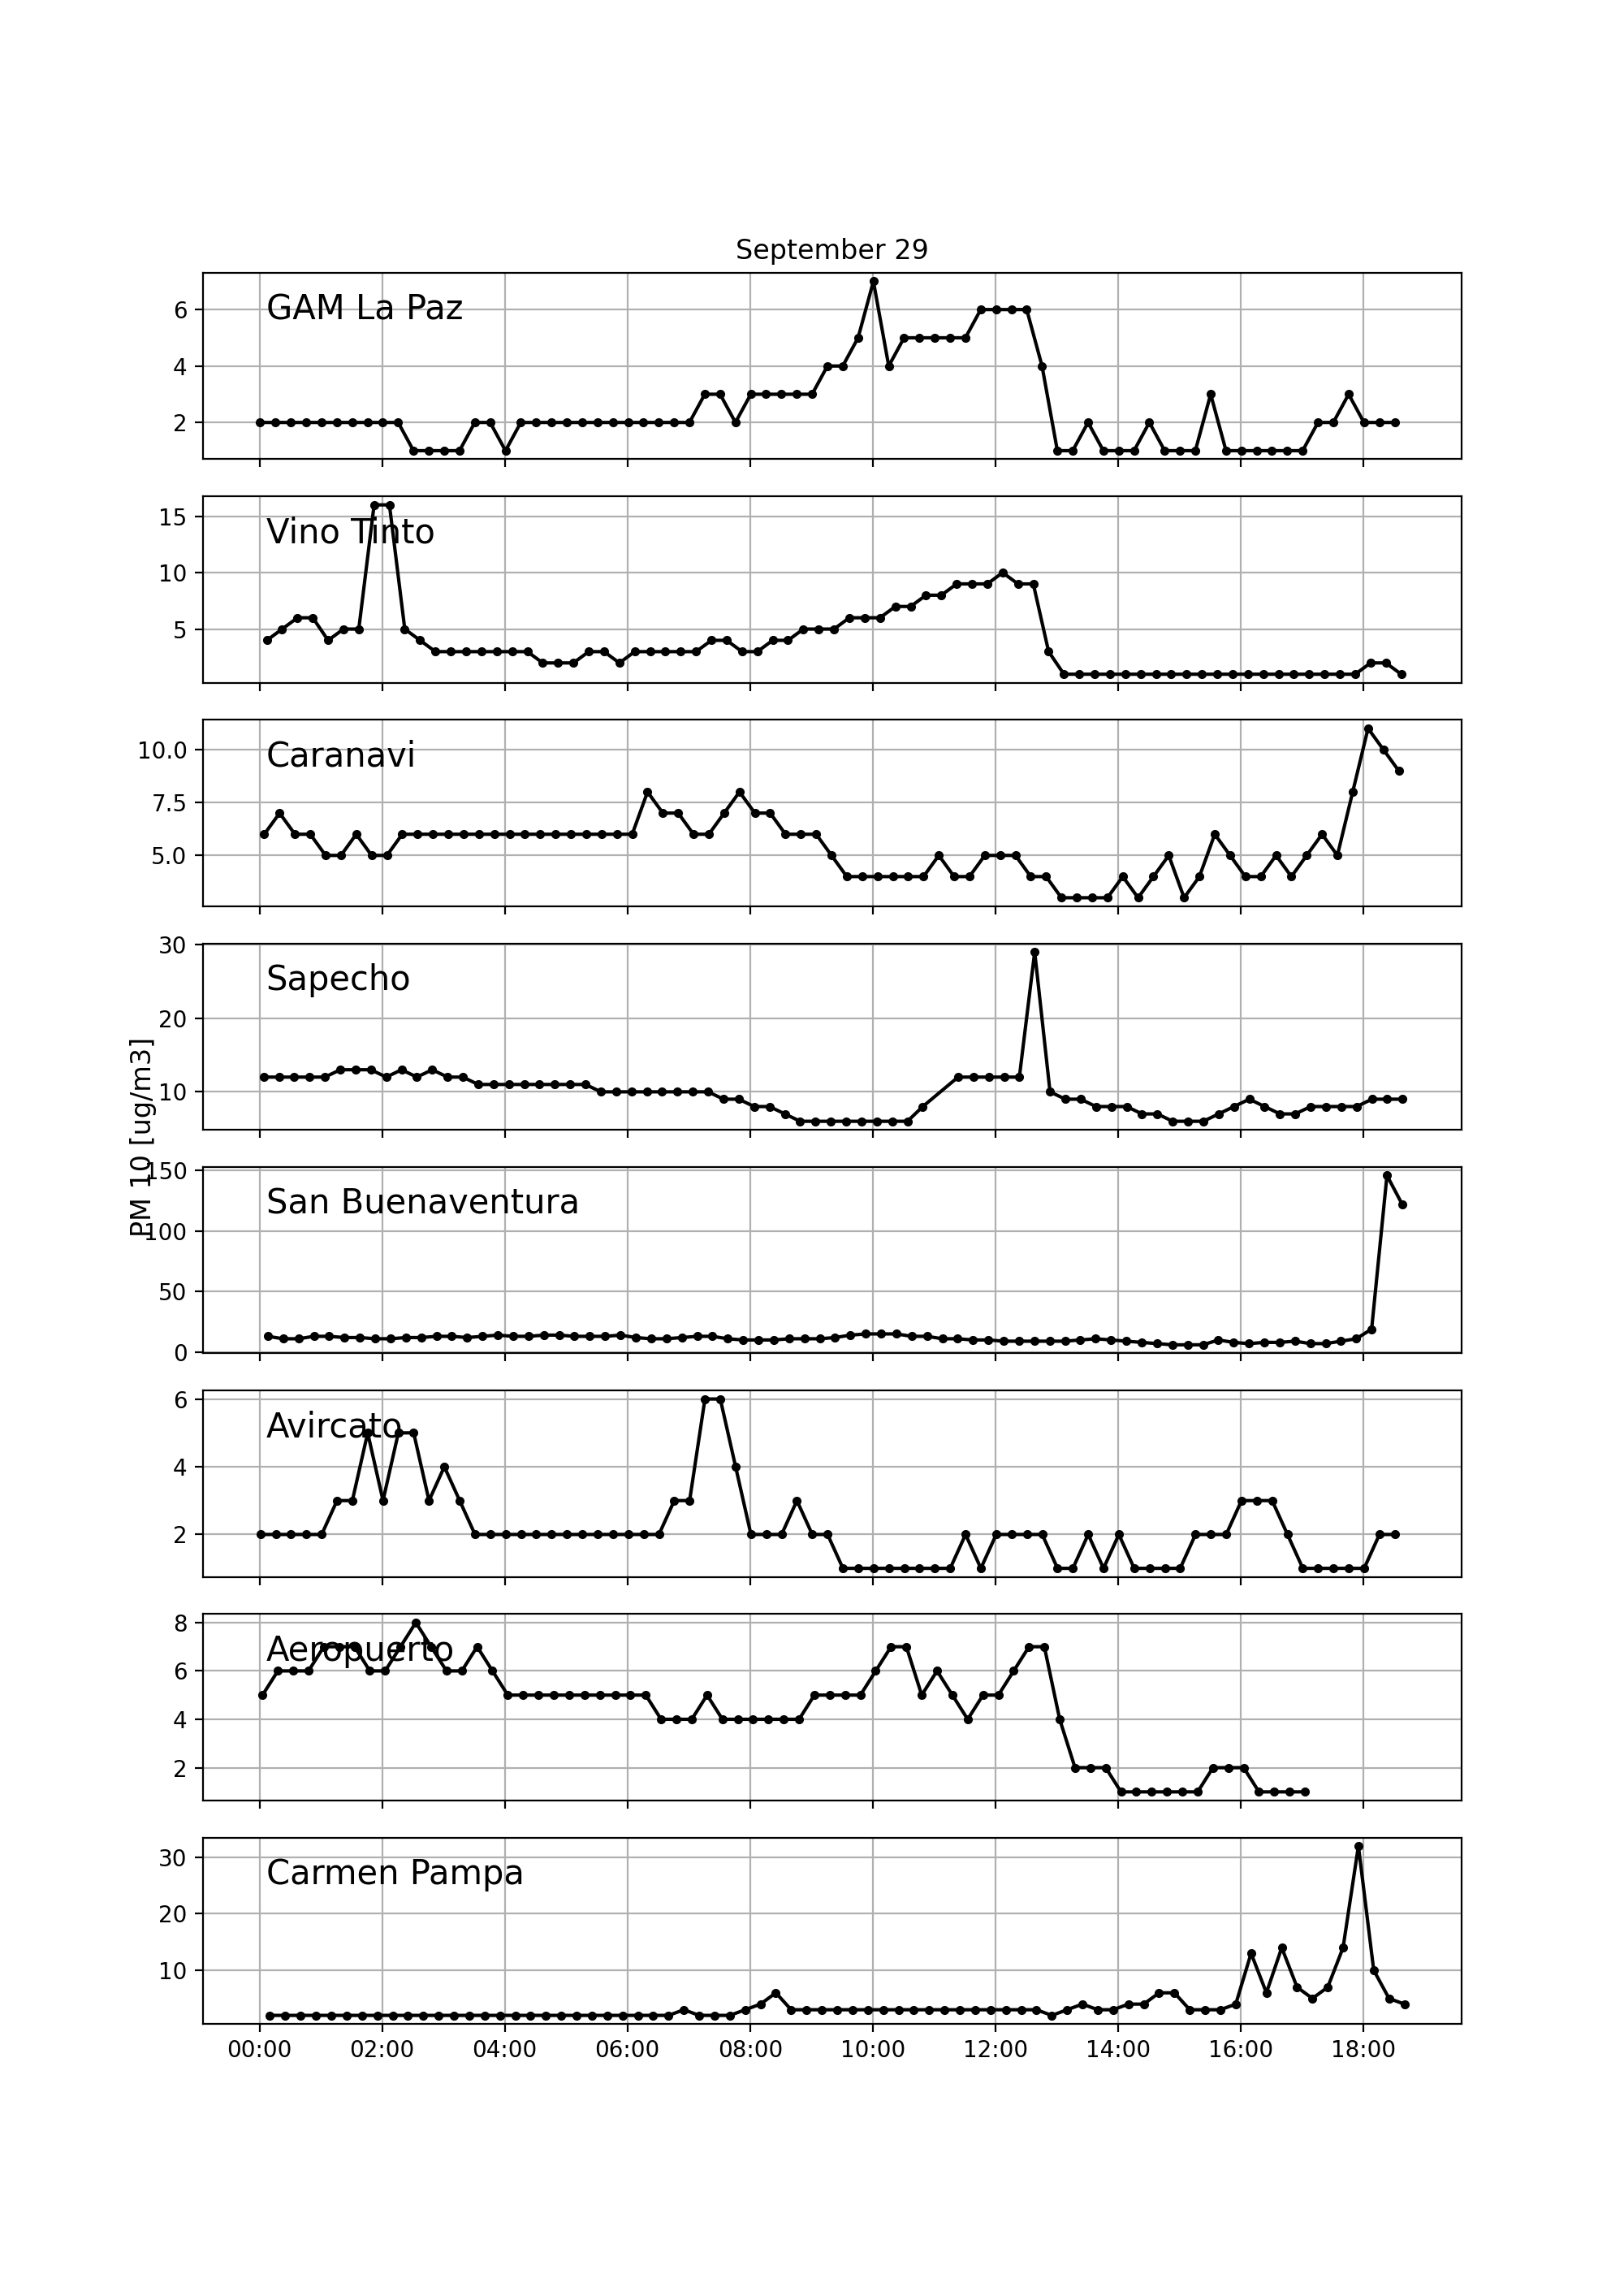 September 29
GAM La Paz
6
4
2
Vino Tinto
15
10
5
Caranavi
10.0
7.5
5.0
Sapecho
30
20
10
PM 10 [ug/m3]
San Buenaventura
150
100
50
0
Avircato
6
4
2
Aeropuerto
8
6
4
2
Carmen Pampa
30
20
10
00:00 02:00 04:00 06:00 08:00 10:00 12:00 14:00 16:00 18:00